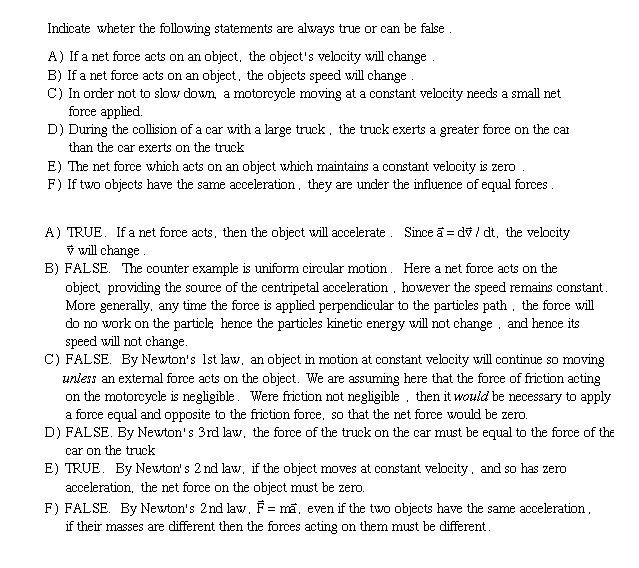 Indicate wheter the following statements are always true or can be false .
A) If a net force acts on an object, the object's velocity will change .
B) If a net force acts on an object, the objects speed will change .
C) In order not to slow down, a motorcycle moving at a constant velocity needs a small net
force applied.
D) During the collision of a car with a large truck , the truck exerts a greater force on the car
than the car exerts on the truck
E) The net force which acts on an object which maintains a constant velocity is zero .
F) If two objects have the same acceleration , they are under the influence of equal forces .
A) TRUE. If a net force acts, then the object will accelerate . Since a⃗ = dv⃗ / dt, the velocity
v⃗ will change .
B) FALSE. The counter example is uniform circular motion . Here a net force acts on the
object, providing the source of the centripetal acceleration , however the speed remains constant.
More generally, any time the force is applied perpendicular to the particles path , the force will
do no work on the particle, hence the particles kinetic energy will not change , and hence its
speed will not change.
C) FALSE. By Newton's 1st law, an object in motion at constant velocity will continue so moving
unless an external force acts on the object. We are assuming here that the force of friction acting
on the motorcycle is negligible . Were friction not negligible , then it would be necessary to apply
a force equal and opposite to the friction force, so that the net force would be zero.
D) FALSE. By Newton's 3rd law, the force of the truck on the car must be equal to the force of the
car on the truck
E) TRUE. By Newton's 2nd law, if the object moves at constant velocity , and so has zero
acceleration, the net force on the object must be zero.
F) FALSE. By Newton's 2nd law, F⃗ = ma⃗, even if the two objects have the same acceleration ,
if their masses are different then the forces acting on them must be different.